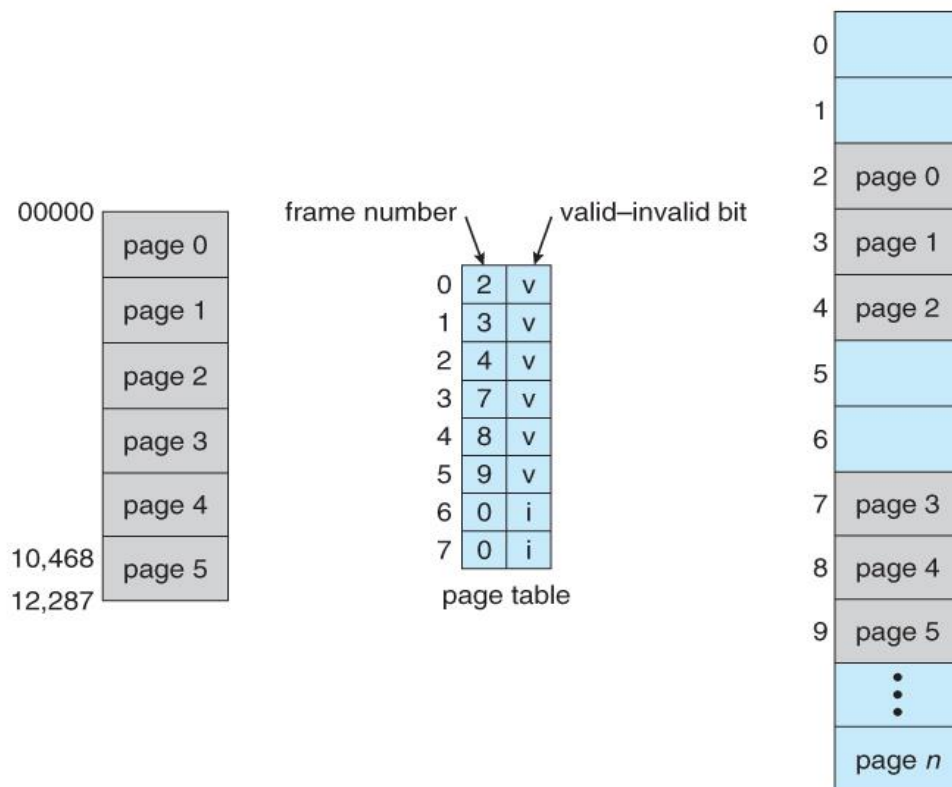 00000
page 0
page 1
page 2
page 3
page 4
10,468
page 5
12,287
frame number
valid–invalid bit
0 2 v
1 3 v
2 4 v
3 7 v
4 8 v
5 9 v
6 0 i
7 0 i
page table
0
1
2 page 0
3 page 1
4 page 2
5
6
7 page 3
8 page 4
9 page 5
page n